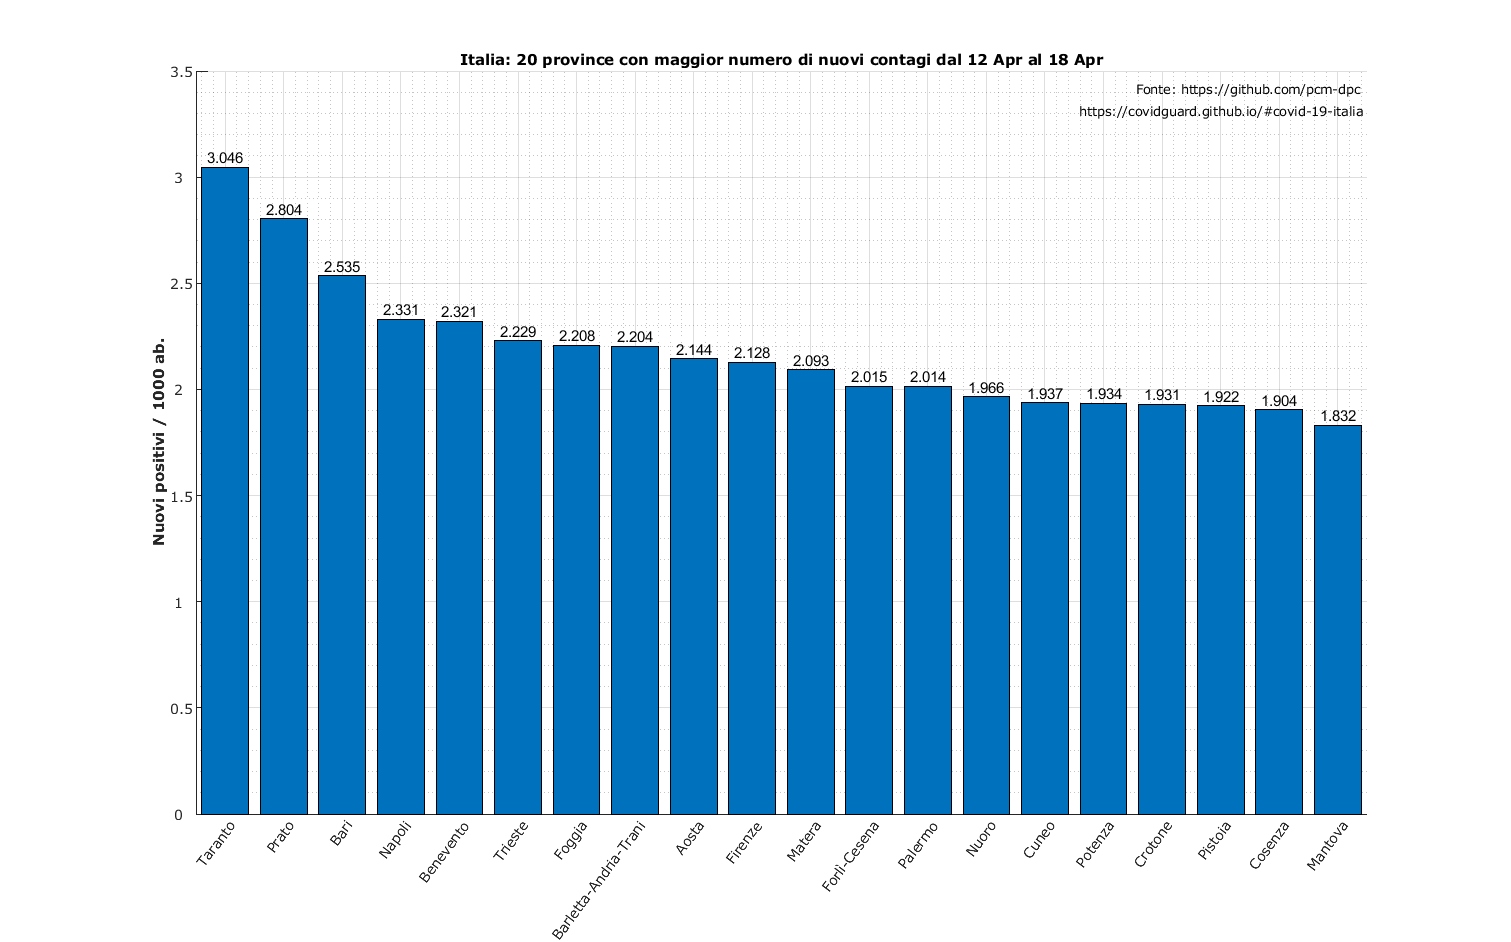 Italia: 20 province con maggior numero di nuovi contagi dal 12 Apr al 18 Apr
Fonte: https://github.com/pcm-dpc
https://covidguard.github.io/#covid-19-italia
Nuovi positivi / 1000 ab.
3.5
3
2.5
2
1.5
1
0.5
0
3.046
2.804
2.535
2.331
2.321
2.229
2.208
2.204
2.144
2.128
2.093
2.015
2.014
1.966
1.937
1.934
1.931
1.922
1.904
1.832
Taranto
Prato
Bari
Napoli
Benevento
Trieste
Foggia
Barletta-Andria-Trani
Aosta
Firenze
Matera
Forlì-Cesena
Palermo
Nuoro
Cuneo
Potenza
Crotone
Pistoia
Cosenza
Mantova